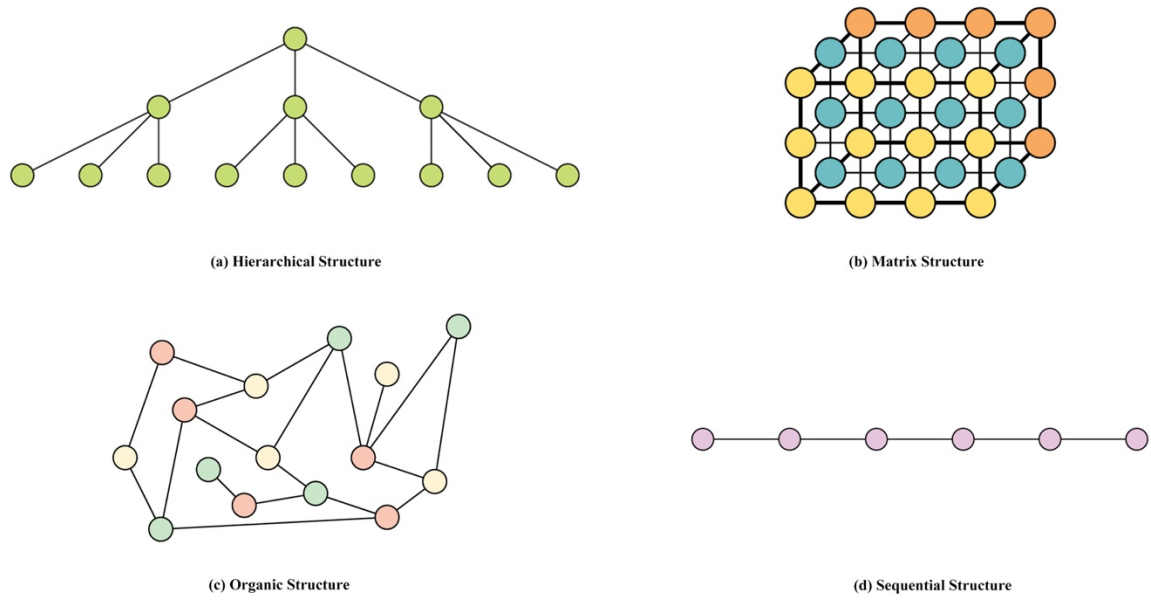 (a) Hierarchical Structure
(b) Matrix Structure
(c) Organic Structure
(d) Sequential Structure